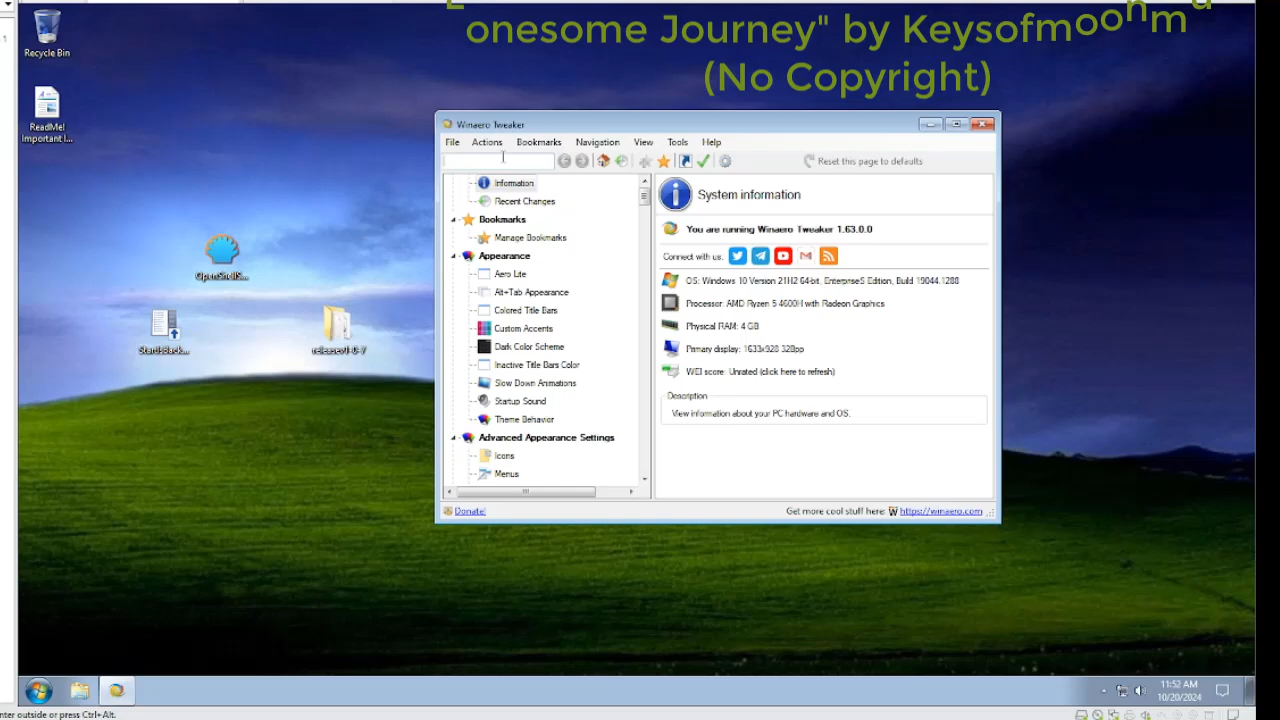 onesome Journey" by Keysofmoonm
(No Copyright)
Recycle Bin
ReadMe!
Important I...
OpenShellS...
StartIsBack...
releasev1-0-7
Winaero Tweaker
File Actions Bookmarks Navigation View Tools Help
Reset this page to defaults
Information
Recent Changes
Bookmarks
Manage Bookmarks
Appearance
Aero Lite
Alt+Tab Appearance
Colored Title Bars
Custom Accents
Dark Color Scheme
Inactive Title Bars Color
Slow Down Animations
Startup Sound
Theme Behavior
Advanced Appearance Settings
Icons
Menus
System information
You are running Winaero Tweaker 1.63.0.0
Connect with us:
OS: Windows 10 Version 21H2 64-bit, EnterpriseS Edition, Build 19044.1288
Processor: AMD Ryzen 5 4600H with Radeon Graphics
Physical RAM: 4 GB
Primary display: 1633x928 32Bpp
WEI score: Unrated (click here to refresh)
Description
View information about your PC hardware and OS.
Donate!
Get more cool stuff here: W https://winaero.com
11:52 AM
10/20/2024
nter outside or press Ctrl+Alt.